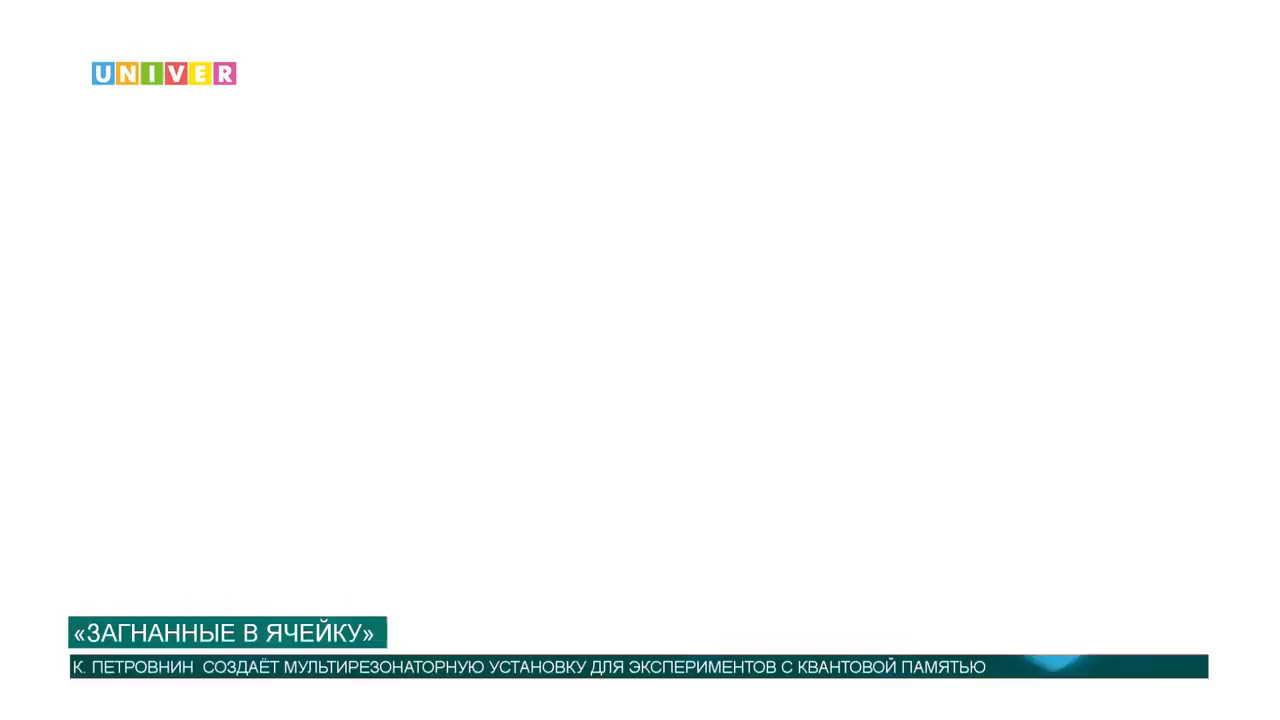 UNIVER
«ЗАГНАННЫЕ В ЯЧЕЙКУ»
К. ПЕТРОВНИН СОЗДАЁТ МУЛЬТИРЕЗОНАТОРНУЮ УСТАНОВКУ ДЛЯ ЭКСПЕРИМЕНТОВ С КВАНТОВОЙ ПАМЯТЬЮ